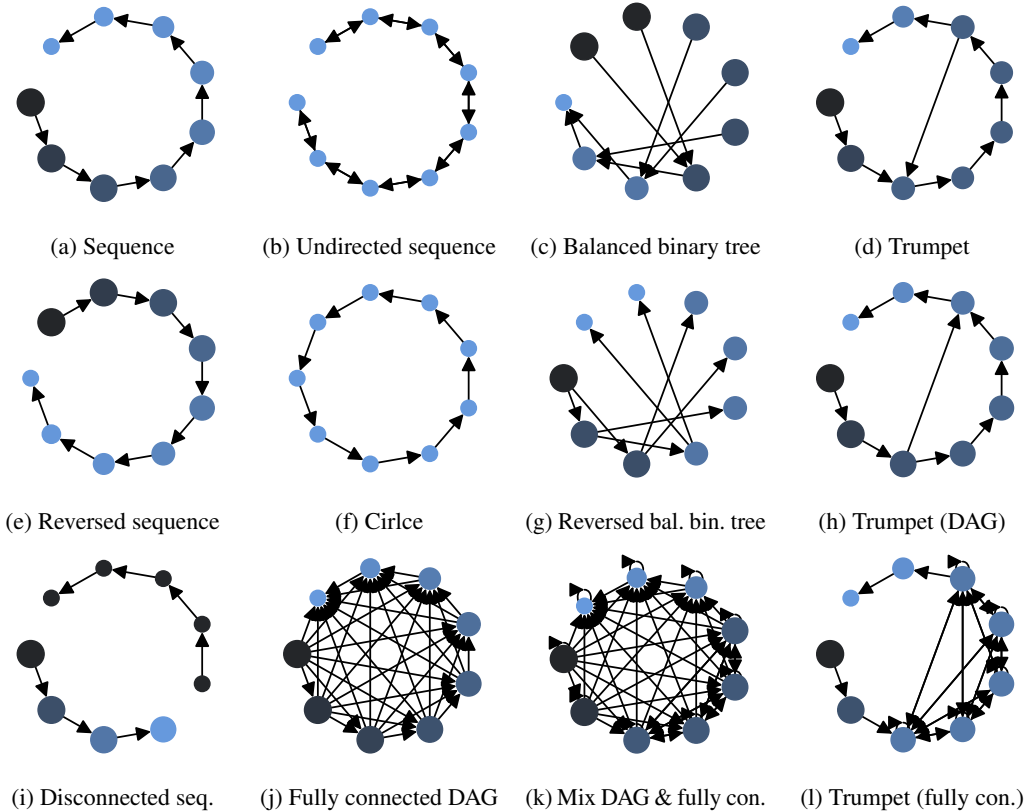 (a) Sequence
(b) Undirected sequence
(c) Balanced binary tree
(d) Trumpet
(e) Reversed sequence
(f) Cirlce
(g) Reversed bal. bin. tree
(h) Trumpet (DAG)
(i) Disconnected seq.
(j) Fully connected DAG
(k) Mix DAG & fully con.
(l) Trumpet (fully con.)